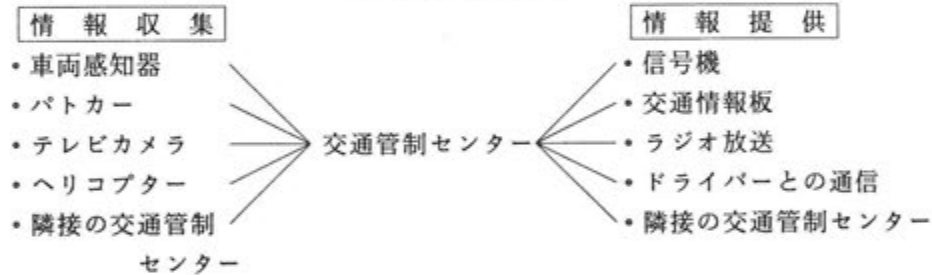 情報収集
・車両感知器
・パトカー
・テレビカメラ
・ヘリコプター
・隣接の交通管制
センター
交通管制センター
情報提供
・信号機
・交通情報板
・ラジオ放送
・ドライバーとの通信
・隣接の交通管制センター